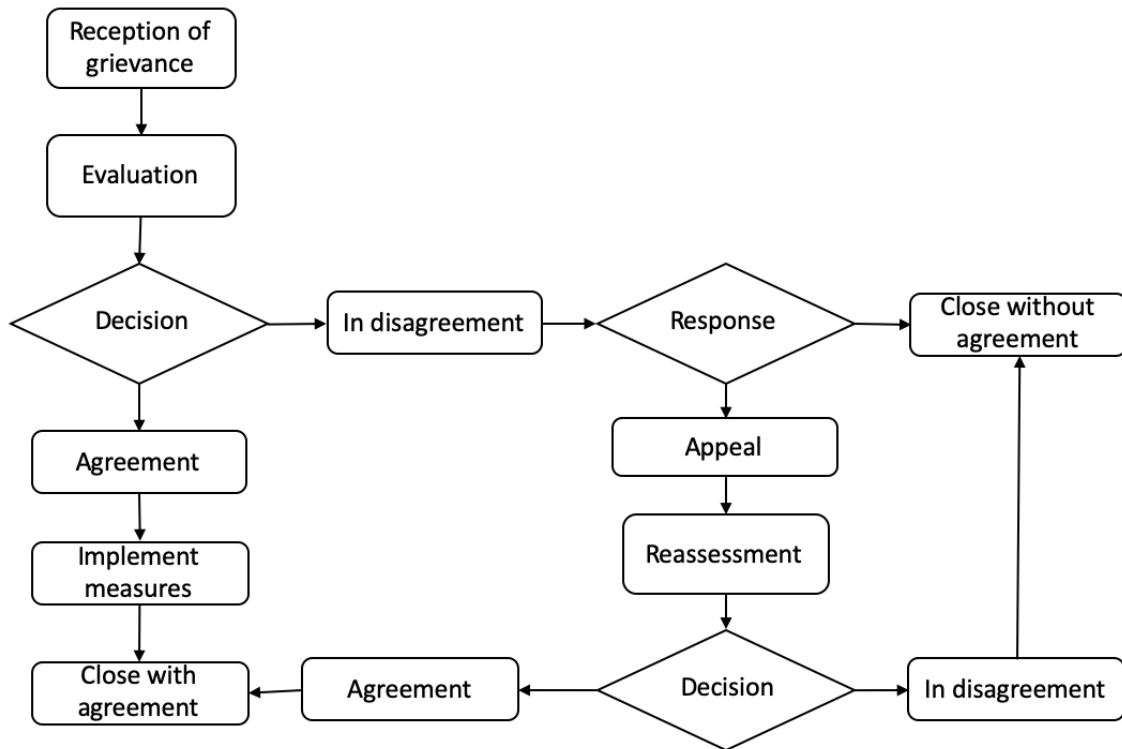 Reception of
grievance
Evaluation
Decision
In disagreement
Response
Close without
agreement
Agreement
Appeal
Implement
measures
Reassessment
Close with
agreement
Agreement
Decision
In disagreement